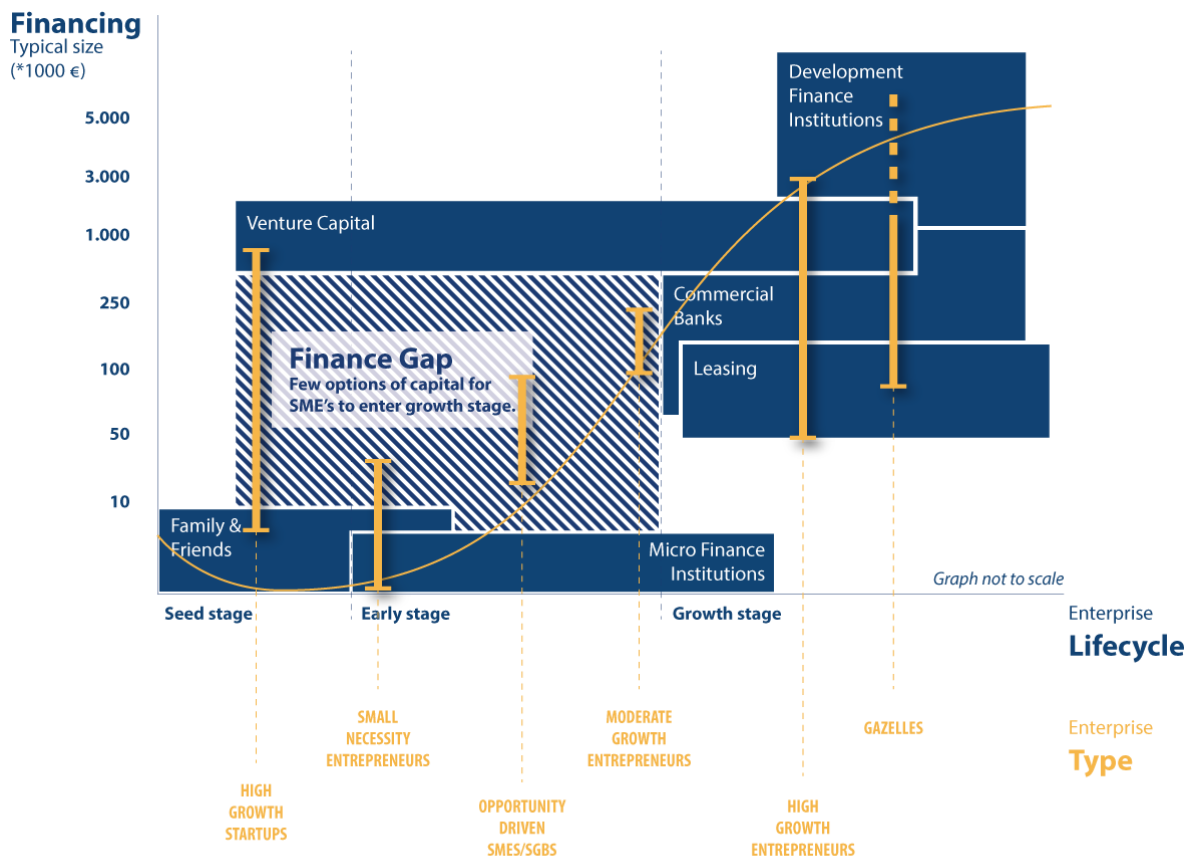 Financing
Typical size
(*1000 €)
5.000
3.000
1.000
250
100
50
10
Development
Finance
Institutions
Venture Capital
Commercial
Banks
Leasing
Finance Gap
Few options of capital for
SME's to enter growth stage.
Family &
Friends
Micro Finance
Institutions
Graph not to scale
Seed stage
Early stage
Growth stage
Enterprise
Lifecycle
SMALL
NECESSITY
ENTREPRENEURS
MODERATE
GROWTH
ENTREPRENEURS
GAZELLES
Enterprise
Type
HIGH
GROWTH
STARTUPS
OPPORTUNITY
DRIVEN
SMES/SGBS
HIGH
GROWTH
ENTREPRENEURS